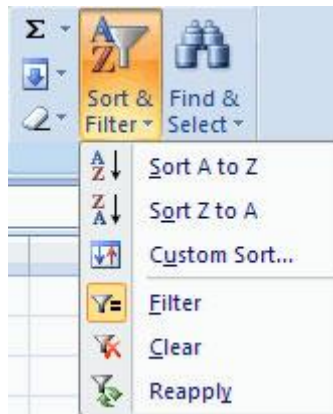 Σ
Sort & Find &
Filter Select
Sort A to Z
Sort Z to A
Custom Sort...
Filter
Clear
Reapply